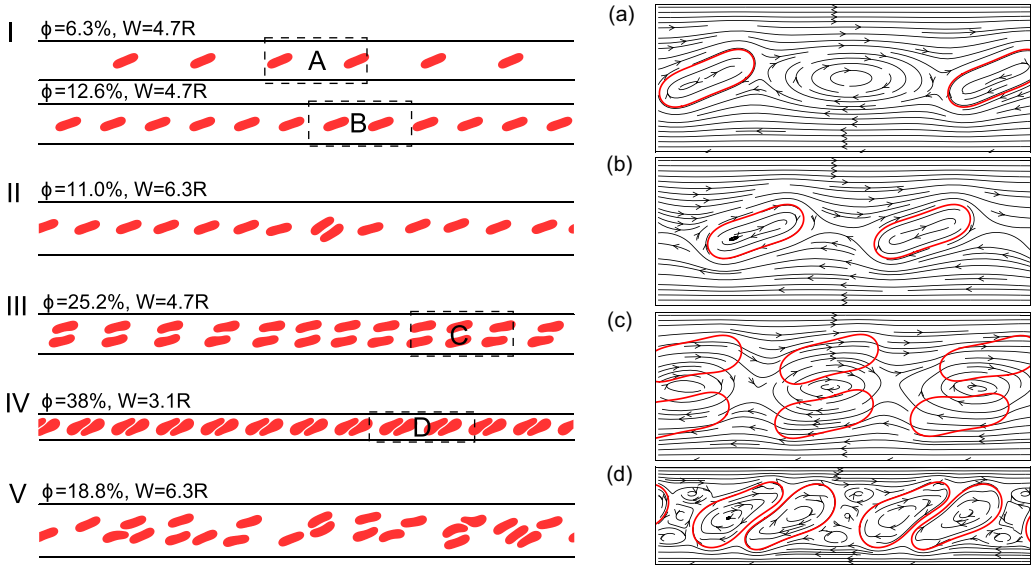 I
ϕ=6.3%, W=4.7R
A
ϕ=12.6%, W=4.7R
B
II
ϕ=11.0%, W=6.3R
III
ϕ=25.2%, W=4.7R
C
IV
ϕ=38%, W=3.1R
D
V
ϕ=18.8%, W=6.3R
(a)
(b)
(c)
(d)